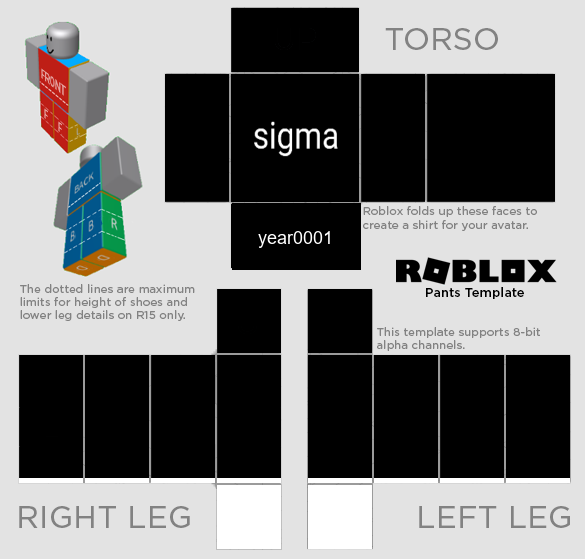 TORSO
FRONT
F F L
sigma
BACK
B B R
year0001
Roblox folds up these faces to
create a shirt for your avatar.
The dotted lines are maximum
limits for height of shoes and
lower leg details on R15 only.
ROBLOX
Pants Template
This template supports 8-bit
alpha channels.
RIGHT LEG
LEFT LEG